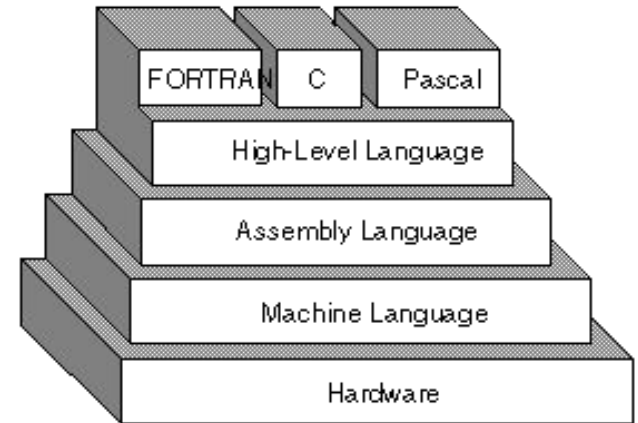 FORTRAN C Pascal
High-Level Language
Assembly Language
Machine Language
Hardware